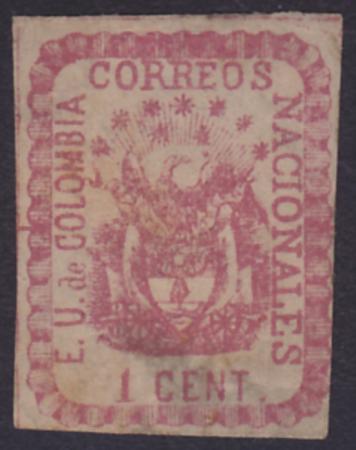 CORREOS
E. U. de COLOMBIA
NACIONALES
1 CENT.